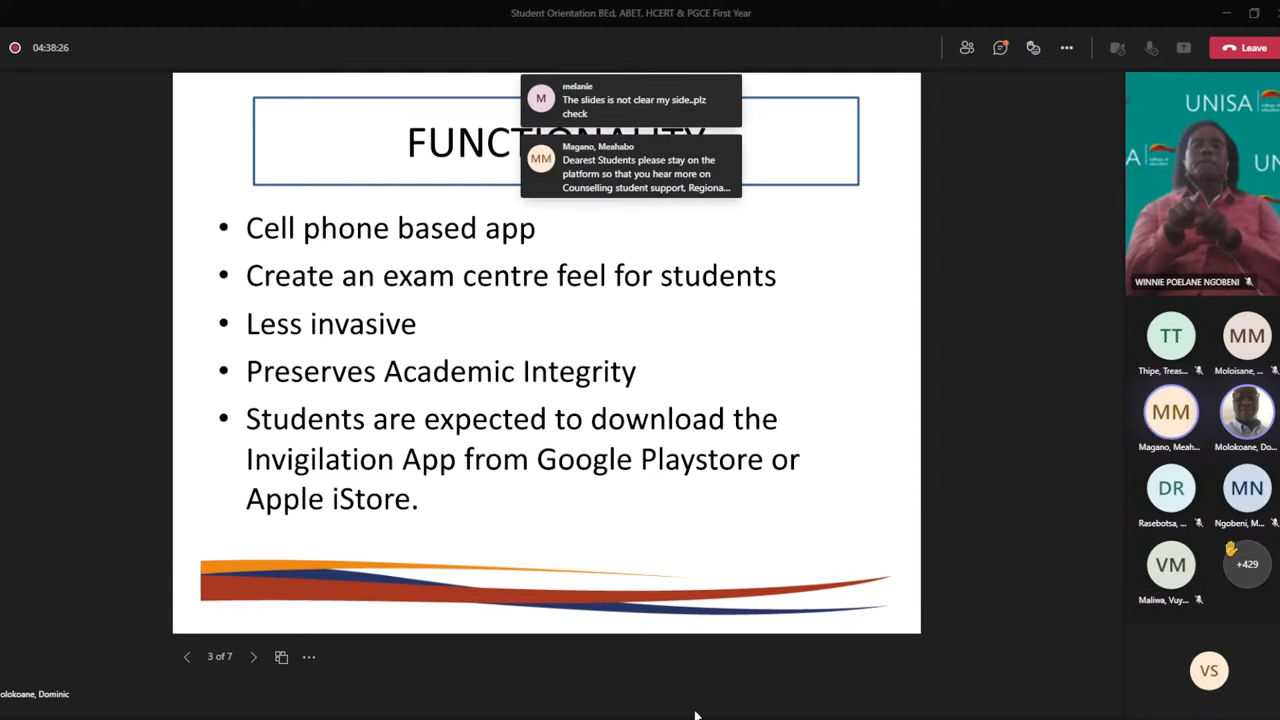 Student Orientation BEd, ABET, HCERT & PGCE First Year
04:38:26
Leave
melanie
M
The slides is not clear my side..plz
check
Magano, Meahabo
MM
Dearest Students please stay on the
platform so that you hear more on
Counselling student support, Regiona...
• Cell phone based app
• Create an exam centre feel for students
• Less invasive
• Preserves Academic Integrity
• Students are expected to download the
Invigilation App from Google Playstore or
Apple iStore.
3 of 7
olokoane, Dominic
UNISA
WINNIE POELANE NGOBENI
TT
Thipe, Treas...
MM
Moloisane, ...
MM
Magano, Meah...
Molokoane, Do...
DR
Rasebotsa, ...
MN
Ngobeni, M...
VM
Maliwa, Vuy...
+429
VS